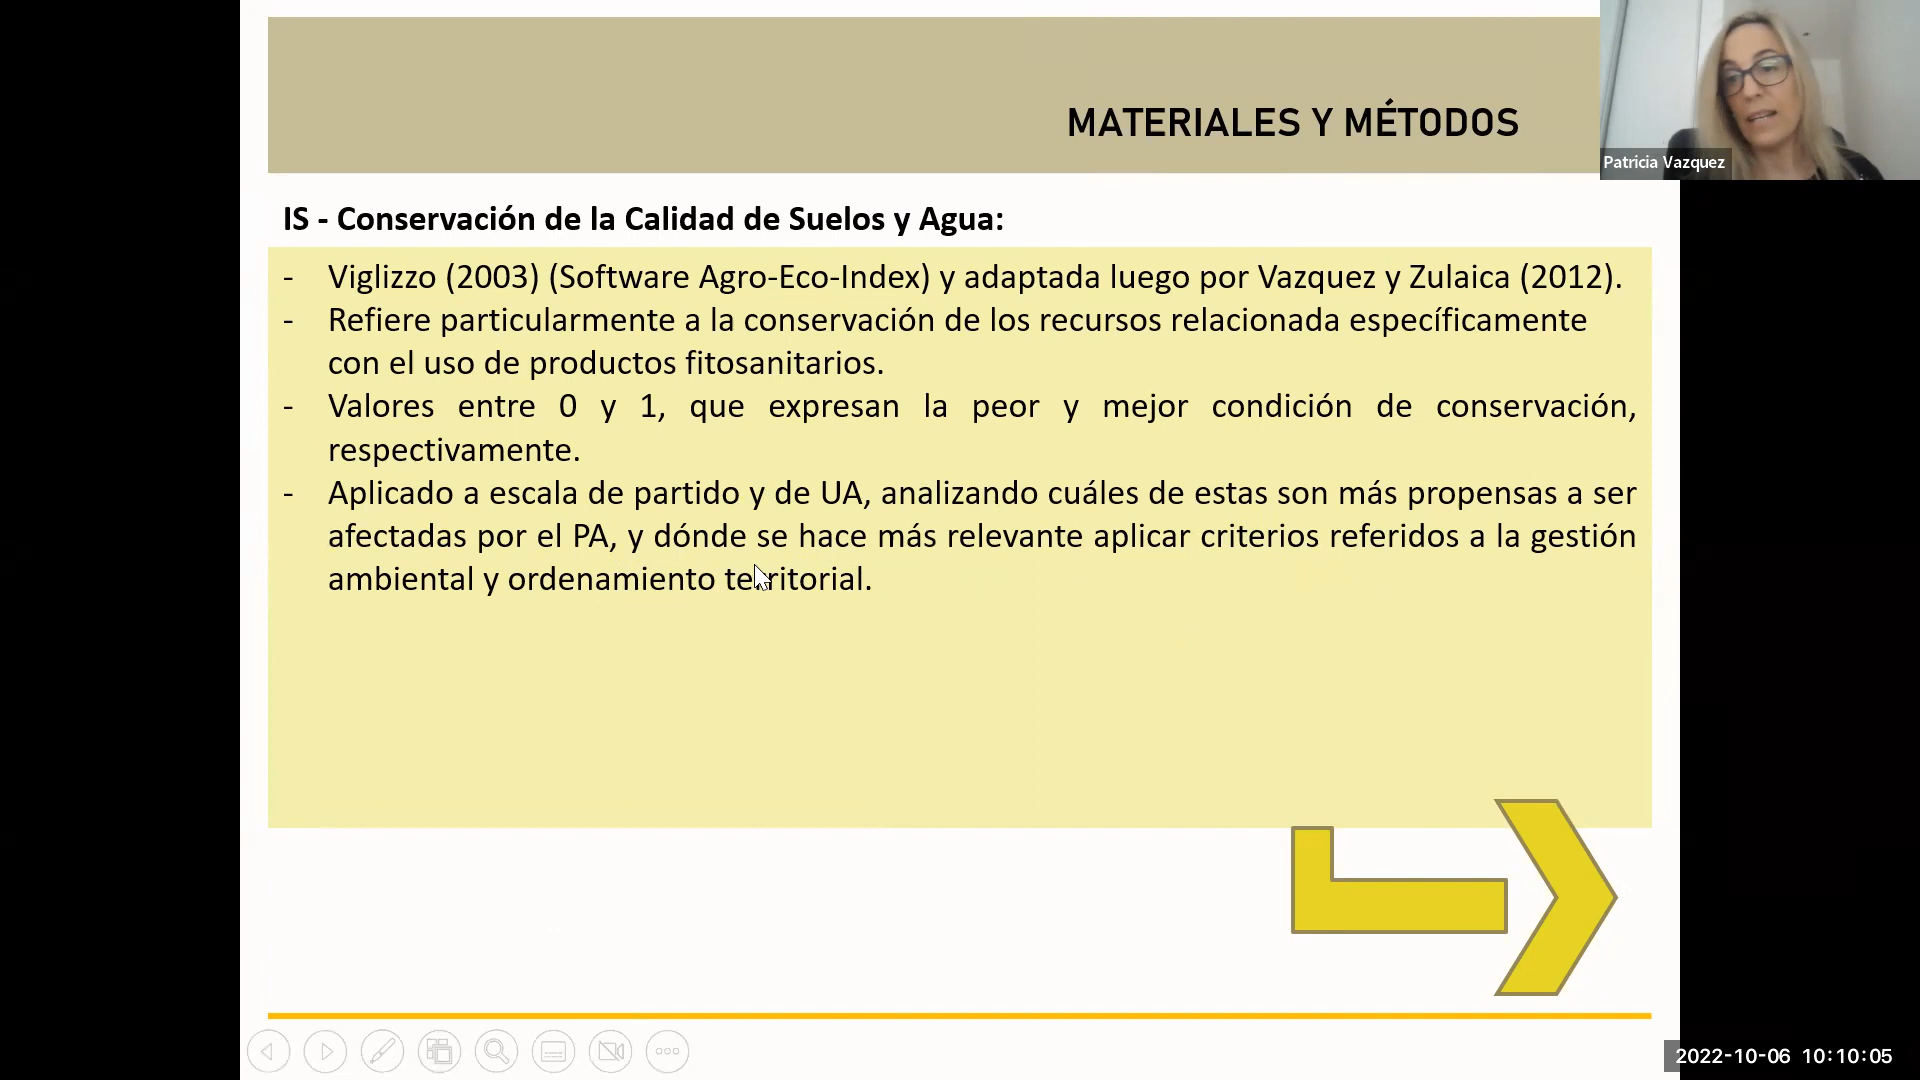 MATERIALES Y MÉTODOS
Patricia Vazquez
IS - Conservación de la Calidad de Suelos y Agua:
- Viglizzo (2003) (Software Agro-Eco-Index) y adaptada luego por Vazquez y Zulaica (2012).
- Refiere particularmente a la conservación de los recursos relacionada específicamente
con el uso de productos fitosanitarios.
- Valores entre 0 y 1, que expresan la peor y mejor condición de conservación,
respectivamente.
- Aplicado a escala de partido y de UA, analizando cuáles de estas son más propensas a ser
afectadas por el PA, y dónde se hace más relevante aplicar criterios referidos a la gestión
ambiental y ordenamiento territorial.
2022-10-06 10:10:05